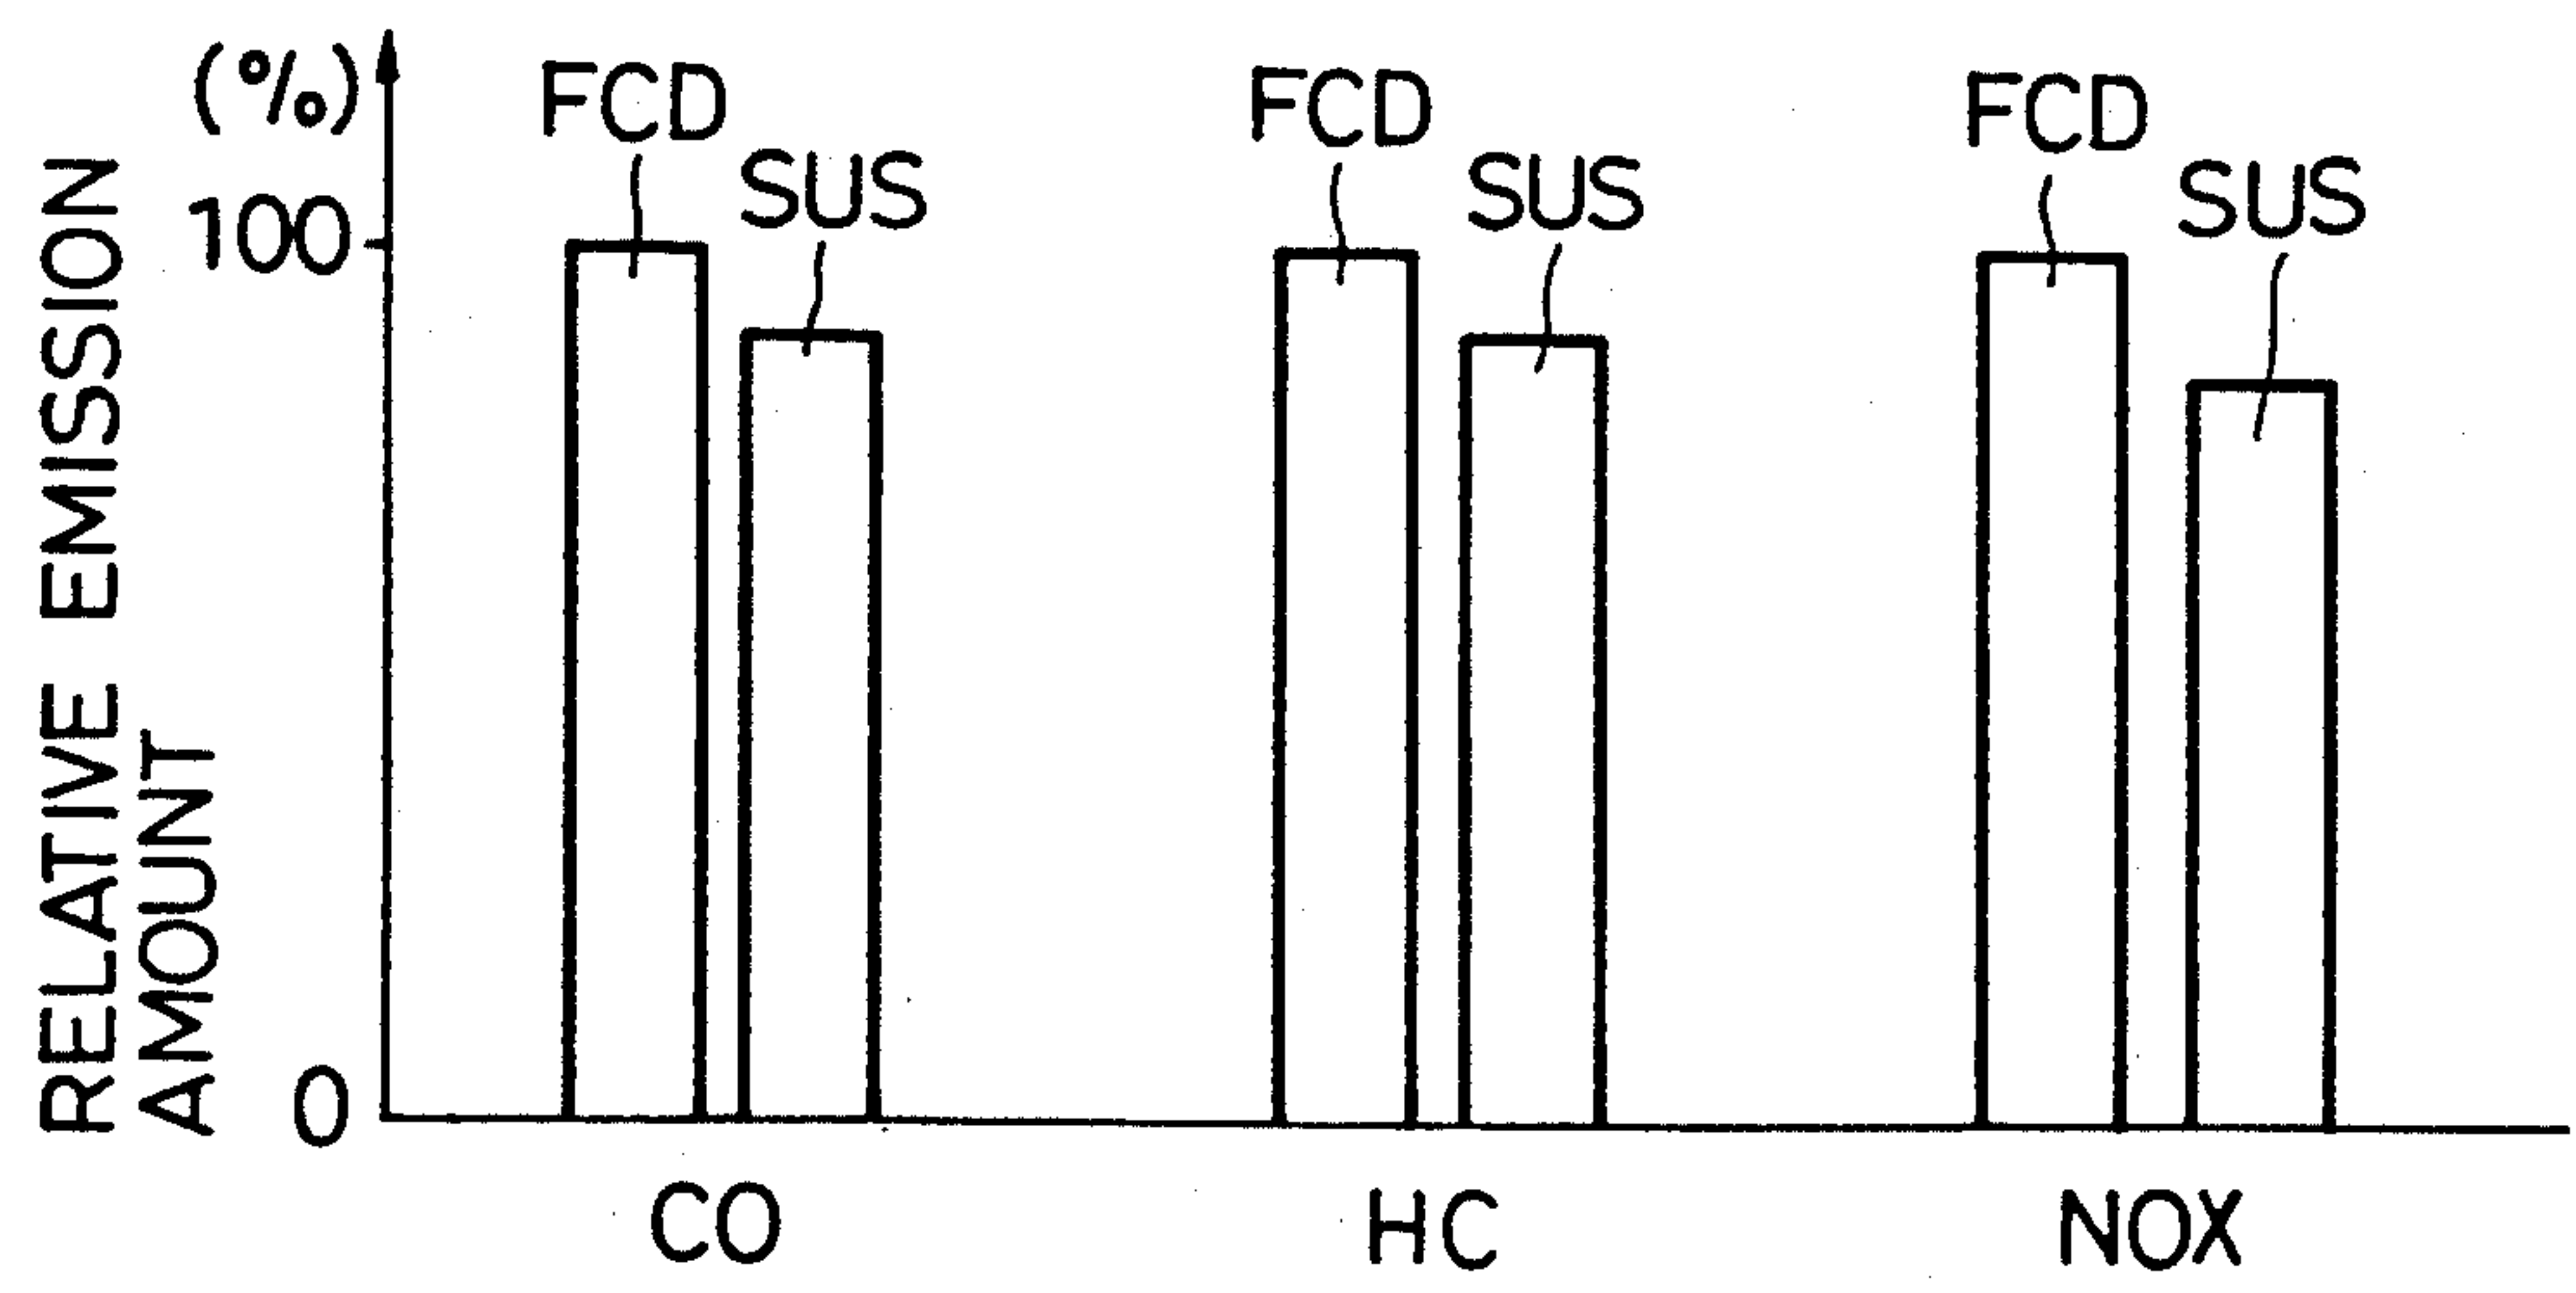 (%)
RELATIVE EMISSION
AMOUNT
100
0
FCD
SUS
FCD
SUS
FCD
SUS
CO
HC
NOX